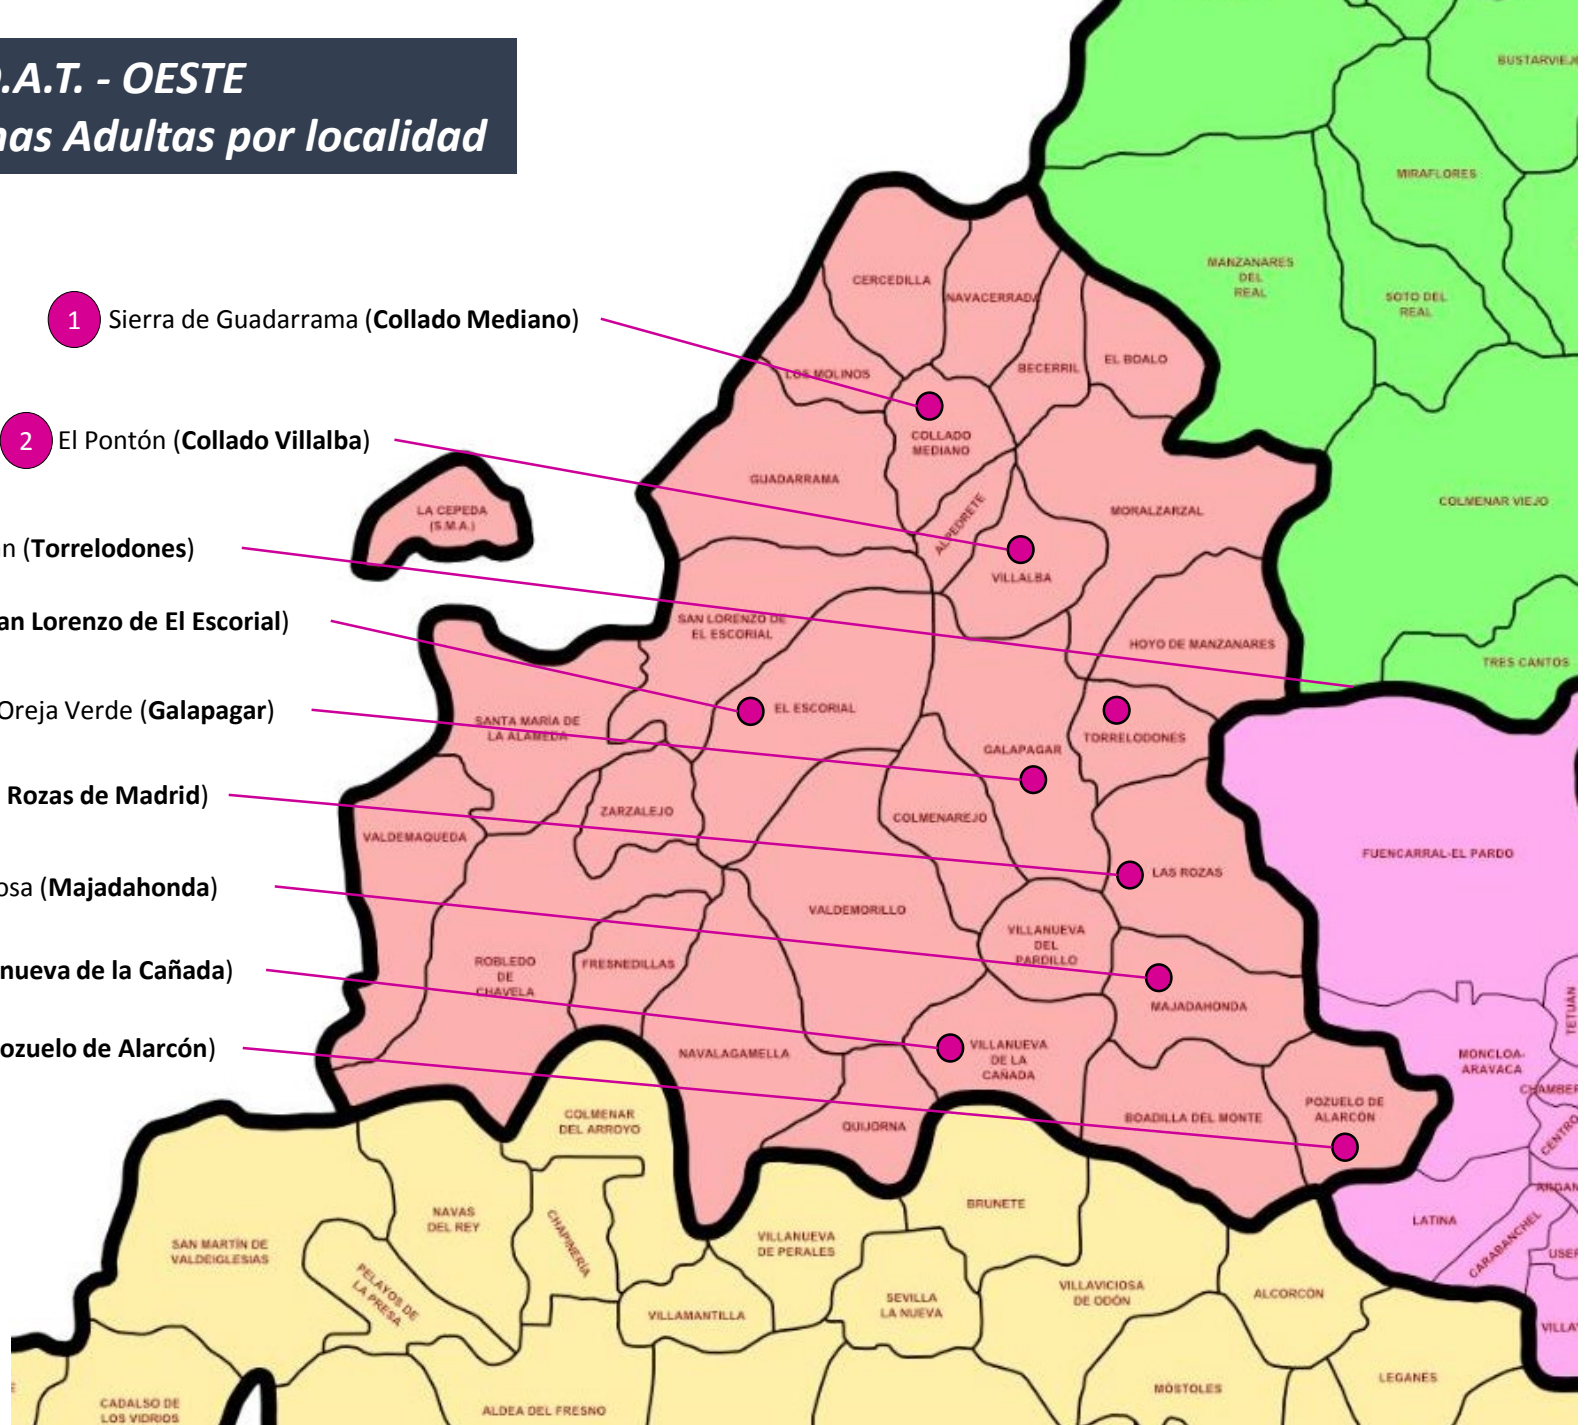 .A.T. - OESTE
nas Adultas por localidad
1 Sierra de Guadarrama (Collado Mediano)
2 El Pontón (Collado Villalba)
n (Torrelodones)
an Lorenzo de El Escorial)
Oreja Verde (Galapagar)
Rozas de Madrid)
osa (Majadahonda)
nueva de la Cañada)
ozuelo de Alarcón)
BUSTARVIEJ
MIRAFLORES
MANZANARES
DEL
REAL
SOTO DEL
REAL
CERCEDILLA
NAVACERRADA
LOS MOLINOS
BECERRIL
EL BOALO
COLLADO
MEDIANO
GUADARRAMA
ALPEDRETE
MORALZARZAL
COLMENAR VIEJO
LA CEPEDA
(S.M.A.)
VILLALBA
SAN LORENZO DE
EL ESCORIAL
HOYO DE MANZANARES
TRES CANTOS
SANTA MARÍA DE
LA ALAMEDA
EL ESCORIAL
GALAPAGAR
TORRELODONES
ZARZALEJO
COLMENAREJO
VALDEMAQUEDA
FUENCARRAL-EL PARDO
LAS ROZAS
VALDEMORILLO
VILLANUEVA
DEL
PARDILLO
ROBLEDO
DE
CHAVELA
FRESNEDILLAS
MAJADAHONDA
TETUÁN
NAVALAGAMELLA
VILLANUEVA
DE LA
CAÑADA
MONCLOA-
ARAVACA
CHAMBER
CENTRO
COLMENAR
DEL ARROYO
QUIJORNA
BOADILLA DEL MONTE
POZUELO DE
ALARCÓN
ARGAN
NAVAS
DEL REY
CHAPINERÍA
BRUNETE
LATINA
CARABANCHEL
USER
SAN MARTÍN DE
VALDEIGLESIAS
VILLANUEVA
DE PERALES
PELAYOS DE
LA PRESA
VILLAMANTILLA
SEVILLA
LA NUEVA
VILLAVICIOSA
DE ODÓN
ALCORCÓN
VILLAV
CADALSO DE
LOS VIDRIOS
ALDEA DEL FRESNO
MÓSTOLES
LEGANES